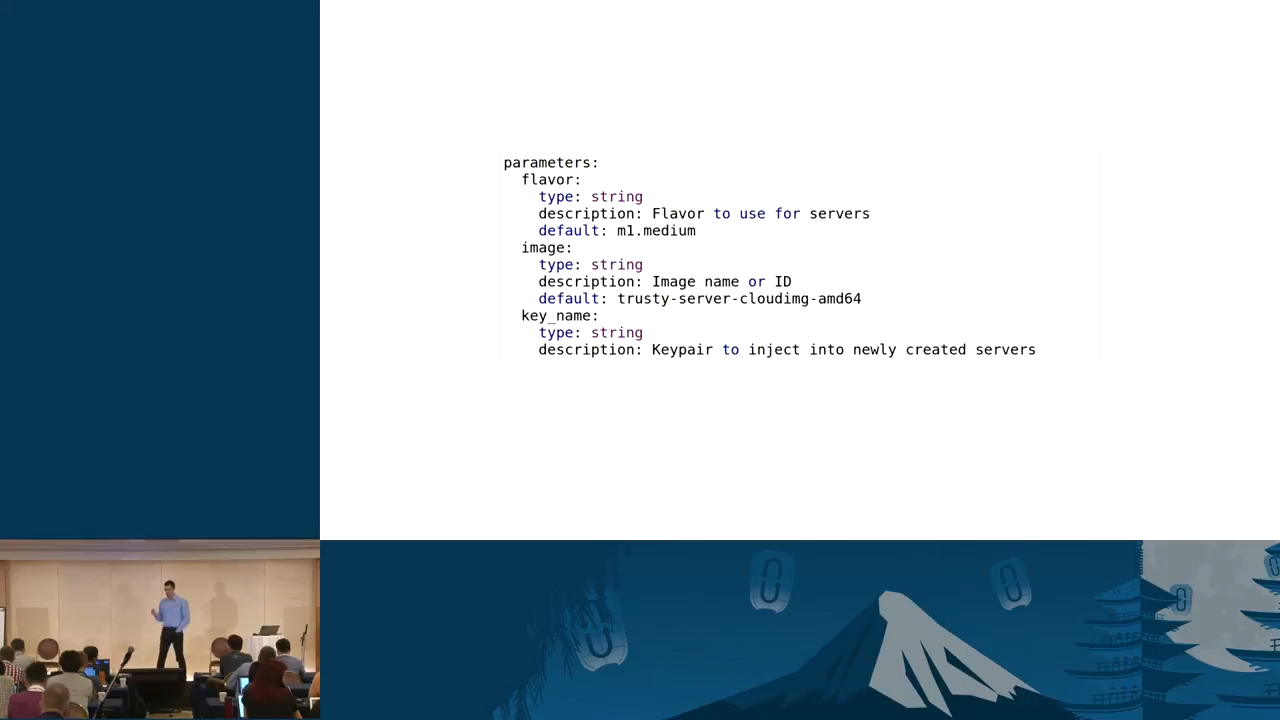 parameters:
  flavor:
    type: string
    description: Flavor to use for servers
    default: m1.medium
  image:
    type: string
    description: Image name or ID
    default: trusty-server-cloudimg-amd64
  key_name:
    type: string
    description: Keypair to inject into newly created servers